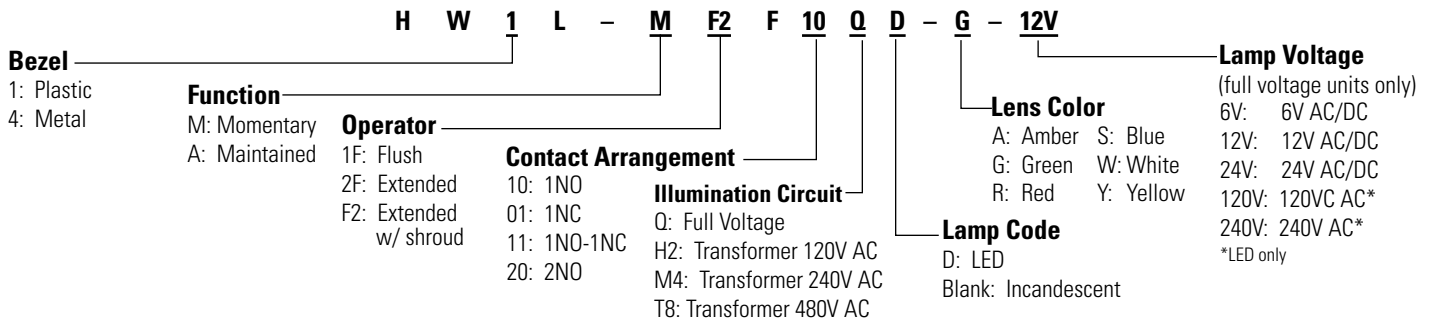 H W 1 L – M F2 F 10 Q D – G – 12V
Bezel
1: Plastic
4: Metal
Function
M: Momentary
A: Maintained
Operator
1F: Flush
2F: Extended
F2: Extended
w/ shroud
Contact Arrangement
10: 1NO
01: 1NC
11: 1NO-1NC
20: 2NO
Illumination Circuit
Q: Full Voltage
H2: Transformer 120V AC
M4: Transformer 240V AC
T8: Transformer 480V AC
Lamp Code
D: LED
Blank: Incandescent
Lens Color
A: Amber S: Blue
G: Green W: White
R: Red Y: Yellow
Lamp Voltage
(full voltage units only)
6V: 6V AC/DC
12V: 12V AC/DC
24V: 24V AC/DC
120V: 120VC AC*
240V: 240V AC*
*LED only